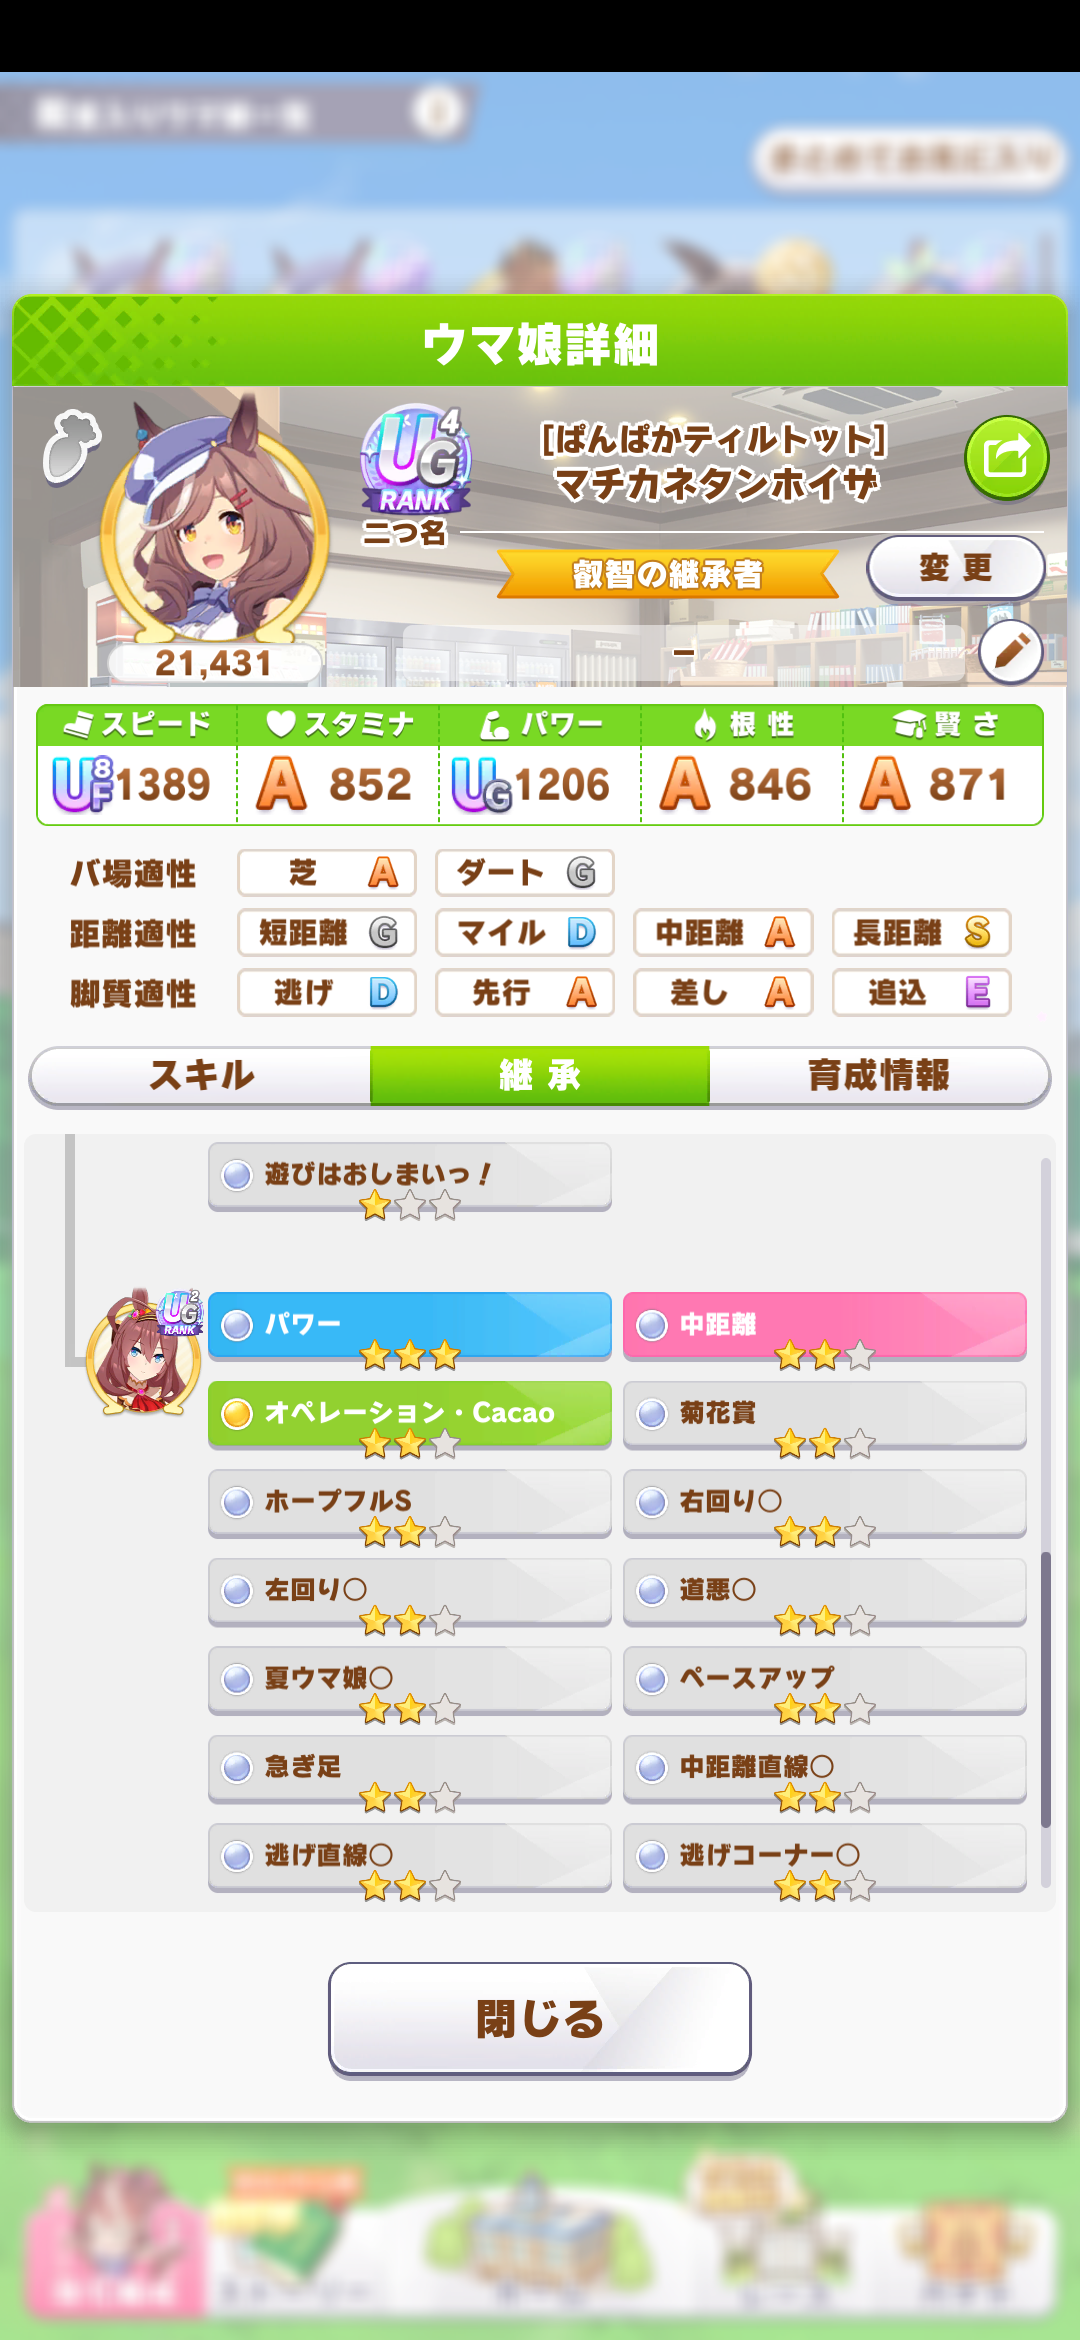 ウマ娘詳細
UG4
RANK
[ぱんぱかティルトット]
マチカネタンホイザ
二つ名
叡智の継承者
変更
21,431
–
スピード スタミナ パワー 根性 賢さ
UF8 1389 A 852 UG 1206 A 846 A 871
バ場適性 芝 A ダート G
距離適性 短距離 G マイル D 中距離 A 長距離 S
脚質適性 逃げ D 先行 A 差し A 追込 E
スキル 継承 育成情報
遊びはおしまいっ！
UG2
RANK
パワー 中距離
オペレーション・Cacao 菊花賞
ホープフルS 右回り○
左回り○ 道悪○
夏ウマ娘○ ペースアップ
急ぎ足 中距離直線○
逃げ直線○ 逃げコーナー○
閉じる